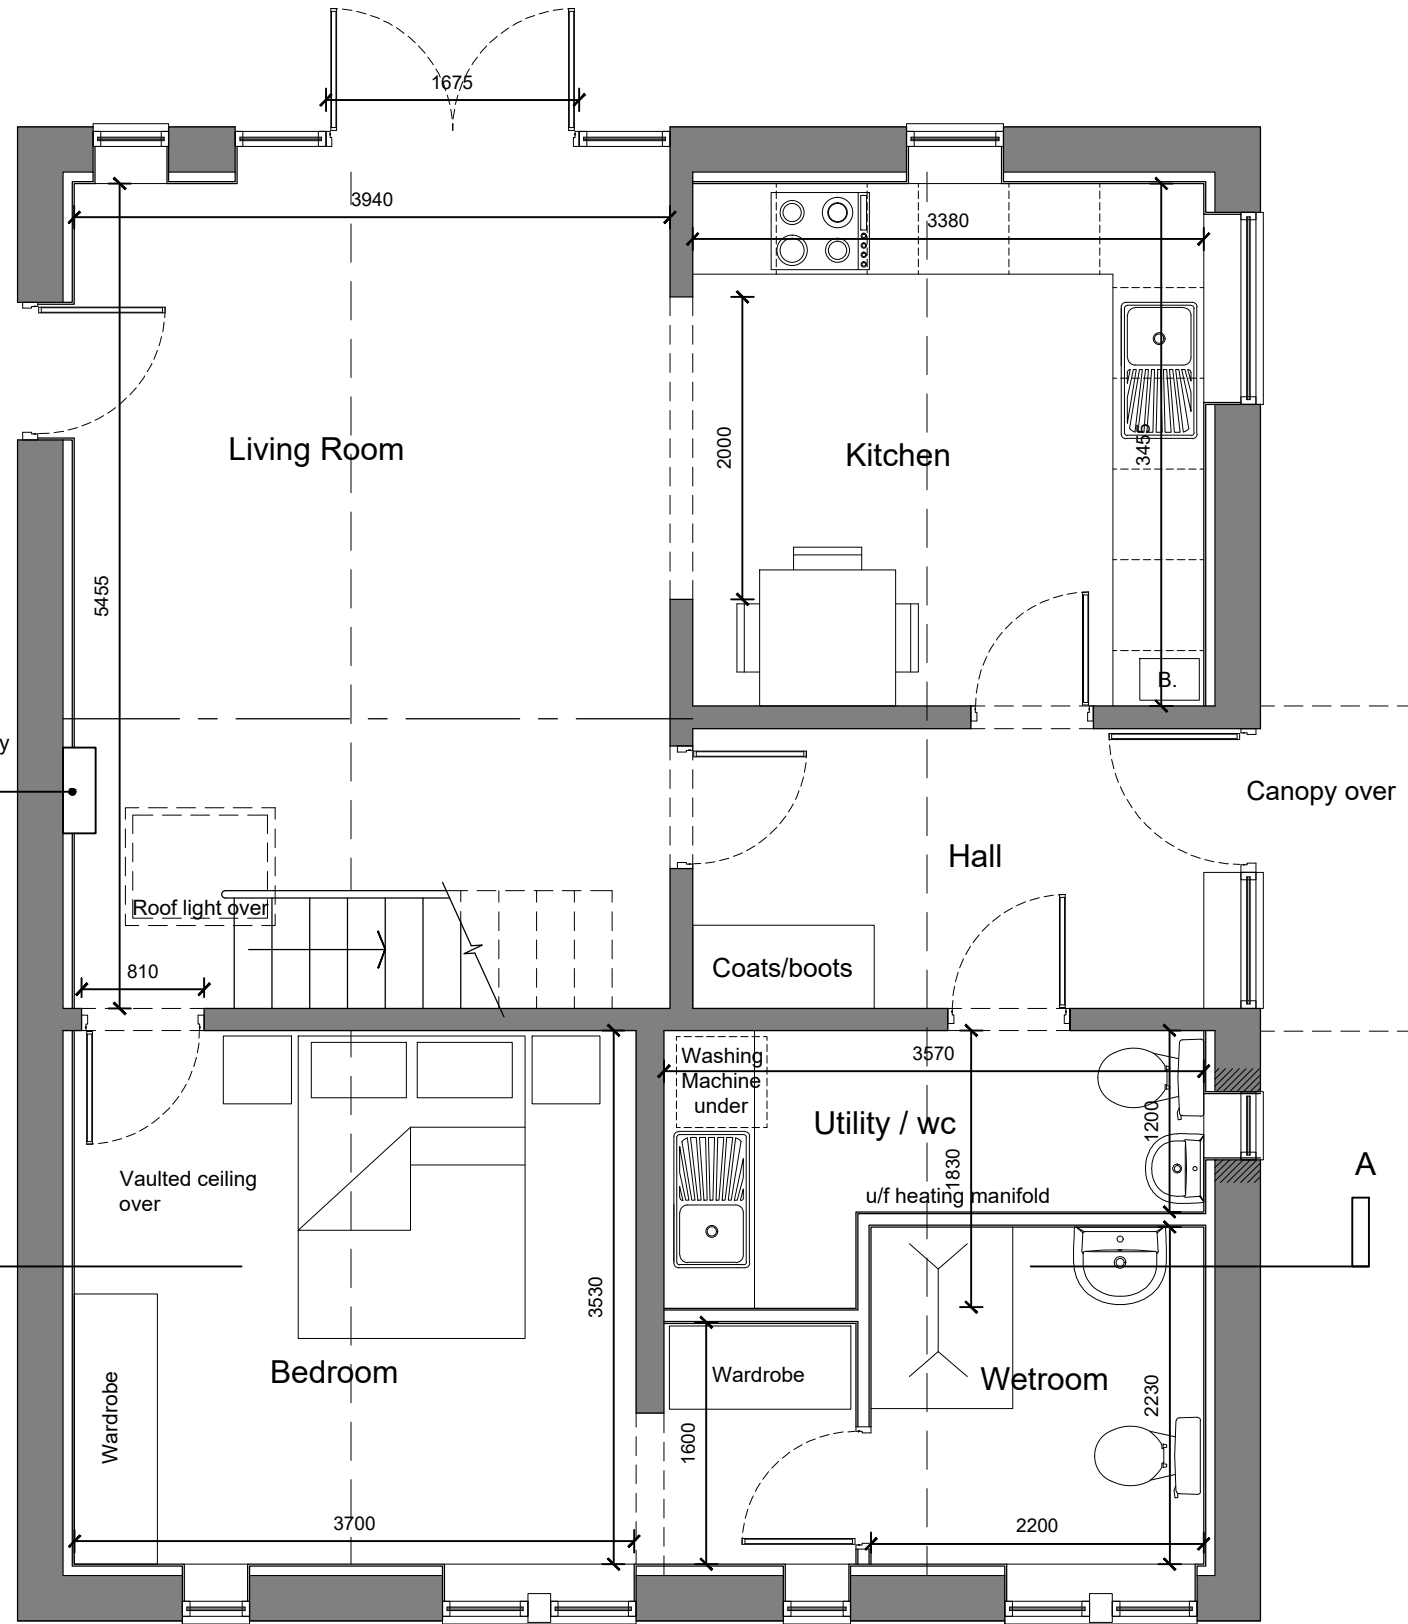 1675
3940
3380
Living Room
2000
Kitchen
3455
5455
B.
y
Canopy over
Hall
Roof light over
810
Coats/boots
Washing
Machine
under
3570
Utility / wc
1200
Vaulted ceiling
over
1830
u/f heating manifold
A
3530
Bedroom
Wardrobe
Wardrobe
Wetroom
2230
1600
3700
2200